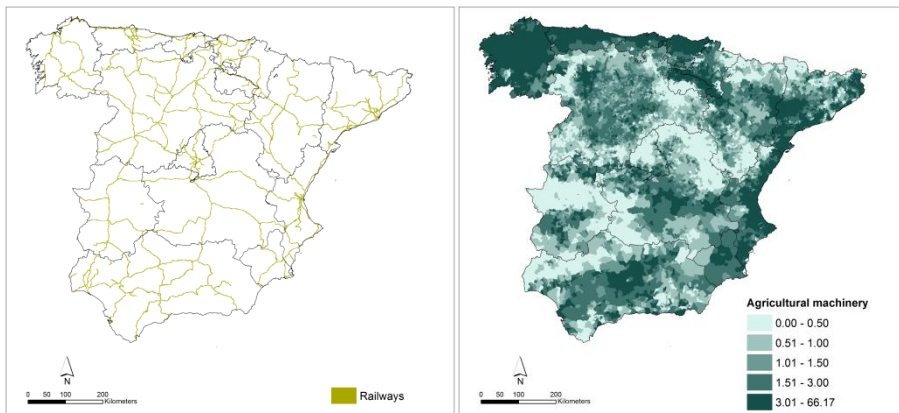 N
0 50 100 200
Kilometers
Railways
Agricultural machinery
0.00 - 0.50
0.51 - 1.00
1.01 - 1.50
1.51 - 3.00
3.01 - 66.17
N
0 50 100 200
Kilometers